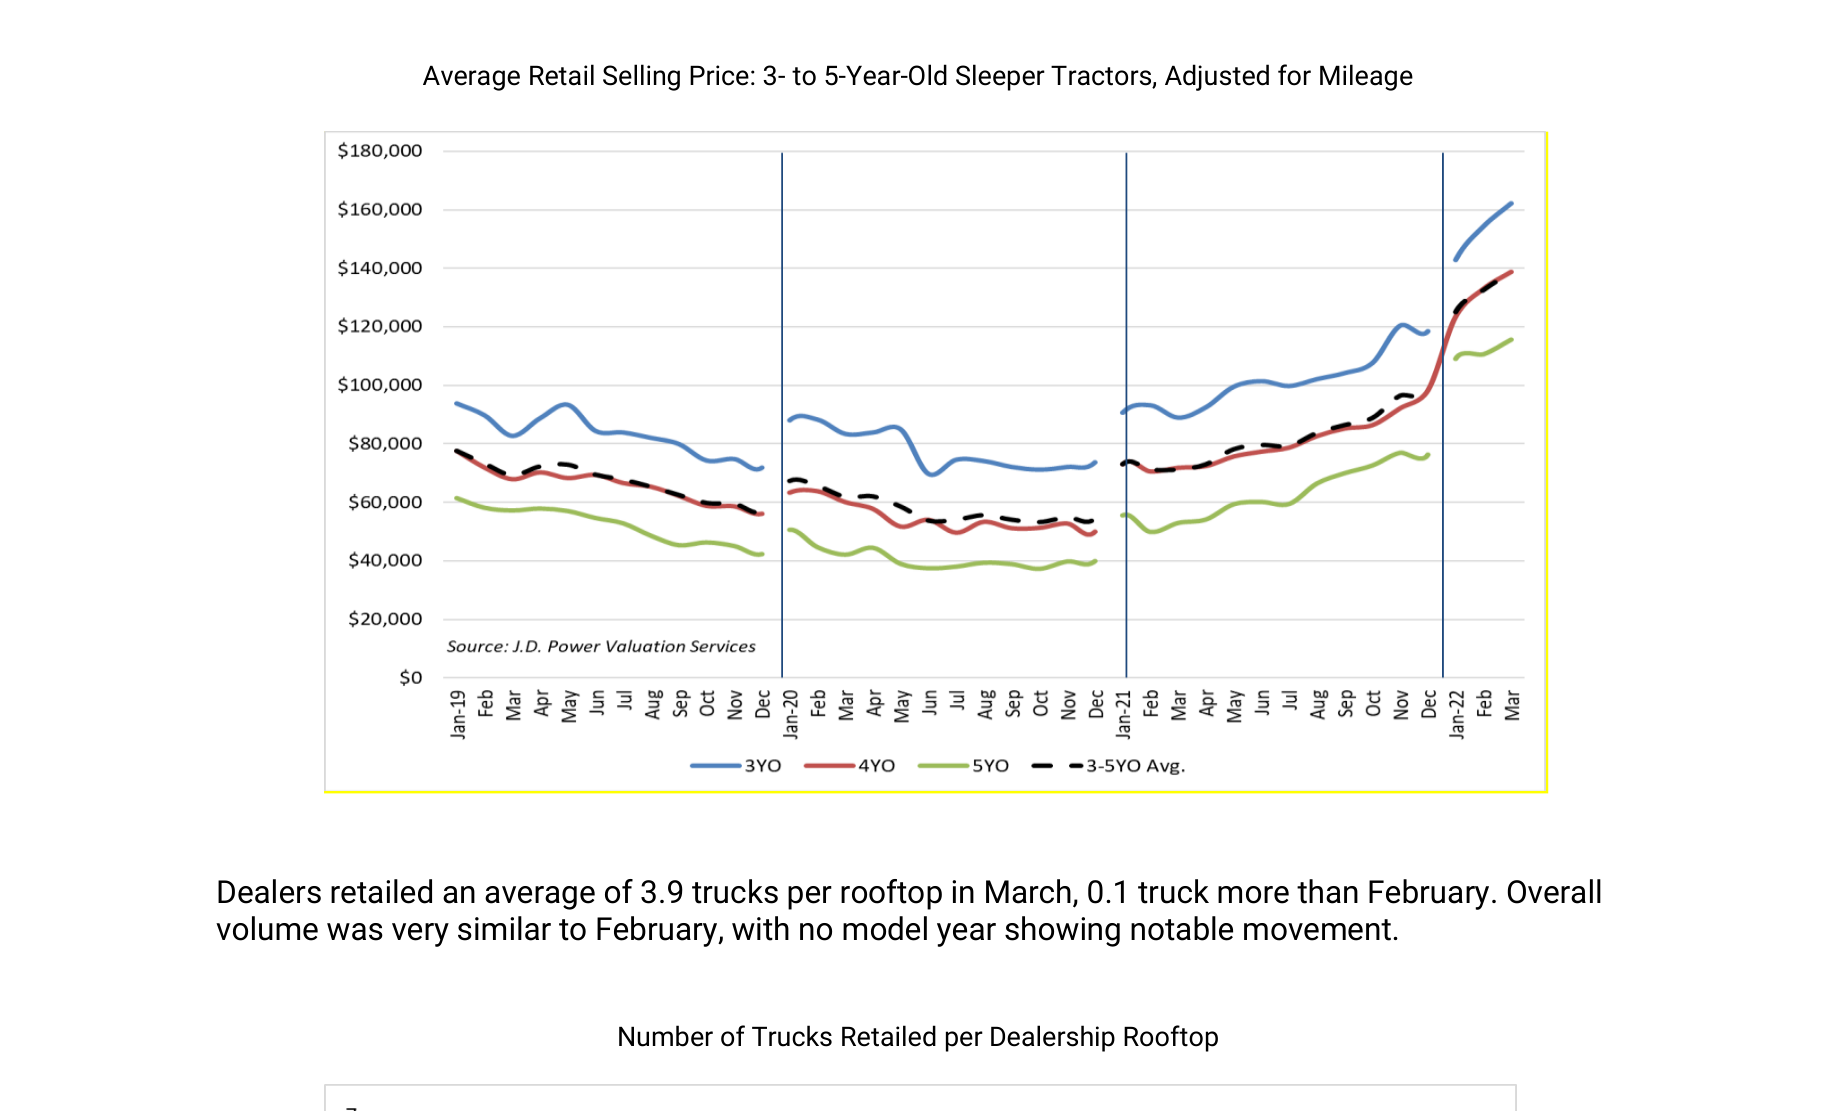 Average Retail Selling Price: 3- to 5-Year-Old Sleeper Tractors, Adjusted for Mileage
$180,000
$160,000
$140,000
$120,000
$100,000
$80,000
$60,000
$40,000
$20,000
$0
Source: J.D. Power Valuation Services
Jan-19 Feb Mar Apr May Jun Jul Aug Sep Oct Nov Dec Jan-20 Feb Mar Apr May Jun Jul Aug Sep Oct Nov Dec Jan-21 Feb Mar Apr May Jun Jul Aug Sep Oct Nov Dec Jan-22 Feb Mar
3YO 4YO 5YO 3-5YO Avg.
Dealers retailed an average of 3.9 trucks per rooftop in March, 0.1 truck more than February. Overall
volume was very similar to February, with no model year showing notable movement.
Number of Trucks Retailed per Dealership Rooftop